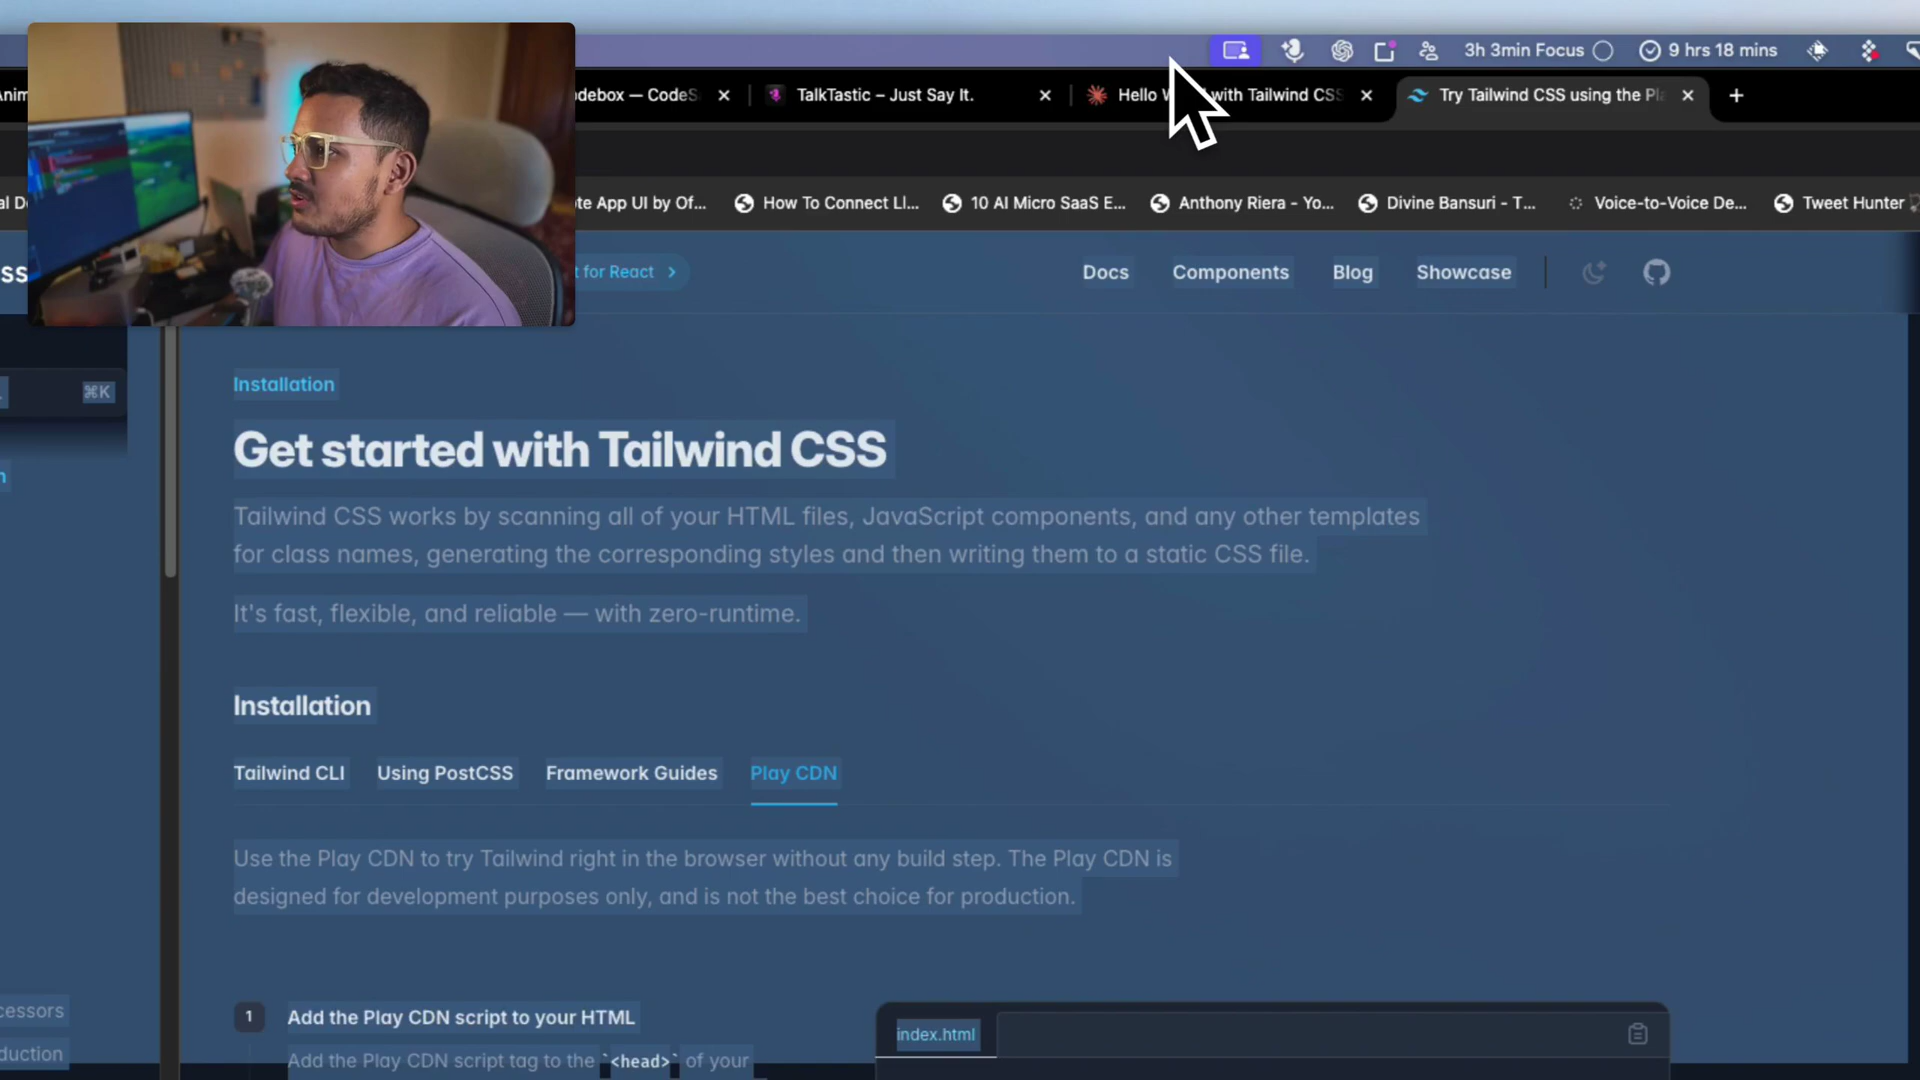 3h 3min Focus
9 hrs 18 mins
debox — CodeS
TalkTastic – Just Say It.
Hello W with Tailwind CSS
Try Tailwind CSS using the Pl
te App UI by Of...
How To Connect Ll...
10 AI Micro SaaS E...
Anthony Riera - Yo...
Divine Bansuri - T...
Voice-to-Voice De...
Tweet Hunter
t for React
Docs
Components
Blog
Showcase
⌘K
Installation
Get started with Tailwind CSS
Tailwind CSS works by scanning all of your HTML files, JavaScript components, and any other templates
for class names, generating the corresponding styles and then writing them to a static CSS file.
It's fast, flexible, and reliable — with zero-runtime.
Installation
Tailwind CLI
Using PostCSS
Framework Guides
Play CDN
Use the Play CDN to try Tailwind right in the browser without any build step. The Play CDN is
designed for development purposes only, and is not the best choice for production.
cessors
duction
1
Add the Play CDN script to your HTML
Add the Play CDN script tag to the `<head>` of your
index.html